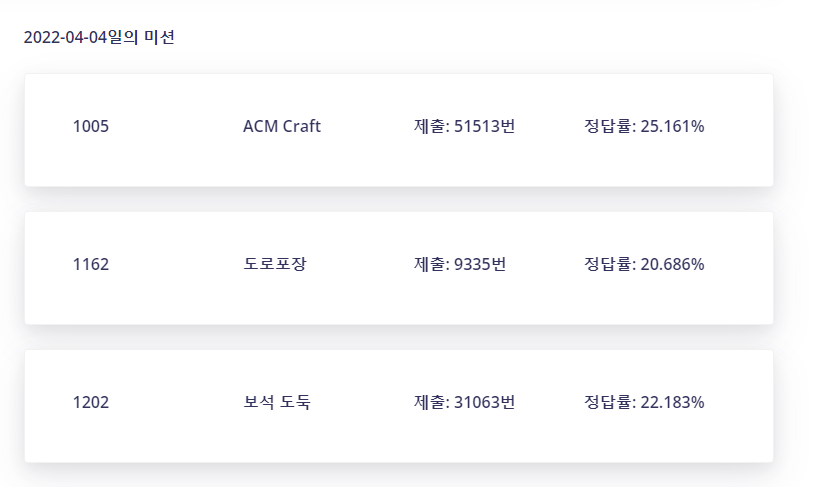 2022-04-04일의 미션
1005 ACM Craft 제출: 51513번 정답률: 25.161%
1162 도로포장 제출: 9335번 정답률: 20.686%
1202 보석 도둑 제출: 31063번 정답률: 22.183%